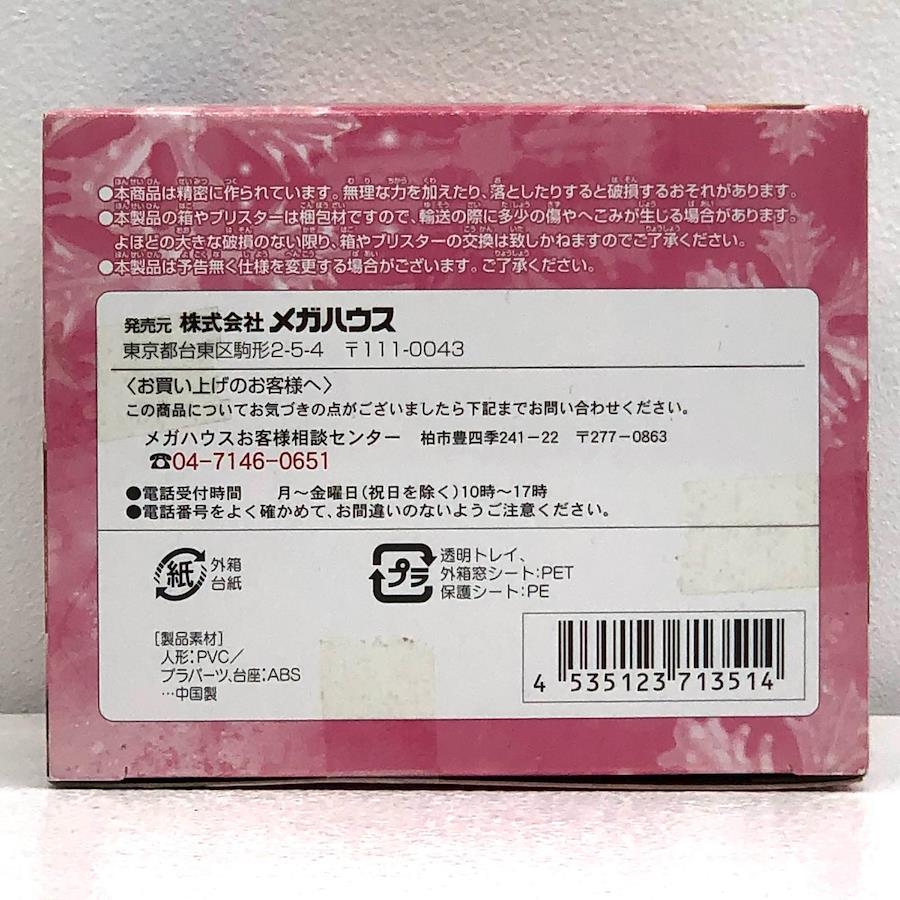 ●本商品は精密に作られています。無理な力を加えたり、落としたりすると破損するおそれがあります。
●本製品の箱やブリスターは梱包材ですので、輸送の際に多少の傷やへこみが生じる場合があります。
よほどの大きな破損のない限り、箱やブリスターの交換は致しかねますのでご了承ください。
●本製品は予告無く仕様を変更する場合がございます。ご了承ください。
発売元 株式会社 メガハウス
東京都台東区駒形2-5-4 〒111-0043
〈お買い上げのお客様へ〉
この商品についてお気づきの点がございましたら下記までお問い合わせください。
メガハウスお客様相談センター 柏市豊四季241-22 〒277-0863
☎04-7146-0651
●電話受付時間 月～金曜日(祝日を除く)10時～17時
●電話番号をよく確かめて、お間違いのないようご注意ください。
紙 外箱
台紙
プラ 透明トレイ、
外箱窓シート:PET
保護シート:PE
[製品素材]
人形:PVC/
プラパーツ、台座:ABS
…中国製
4 535123 713514